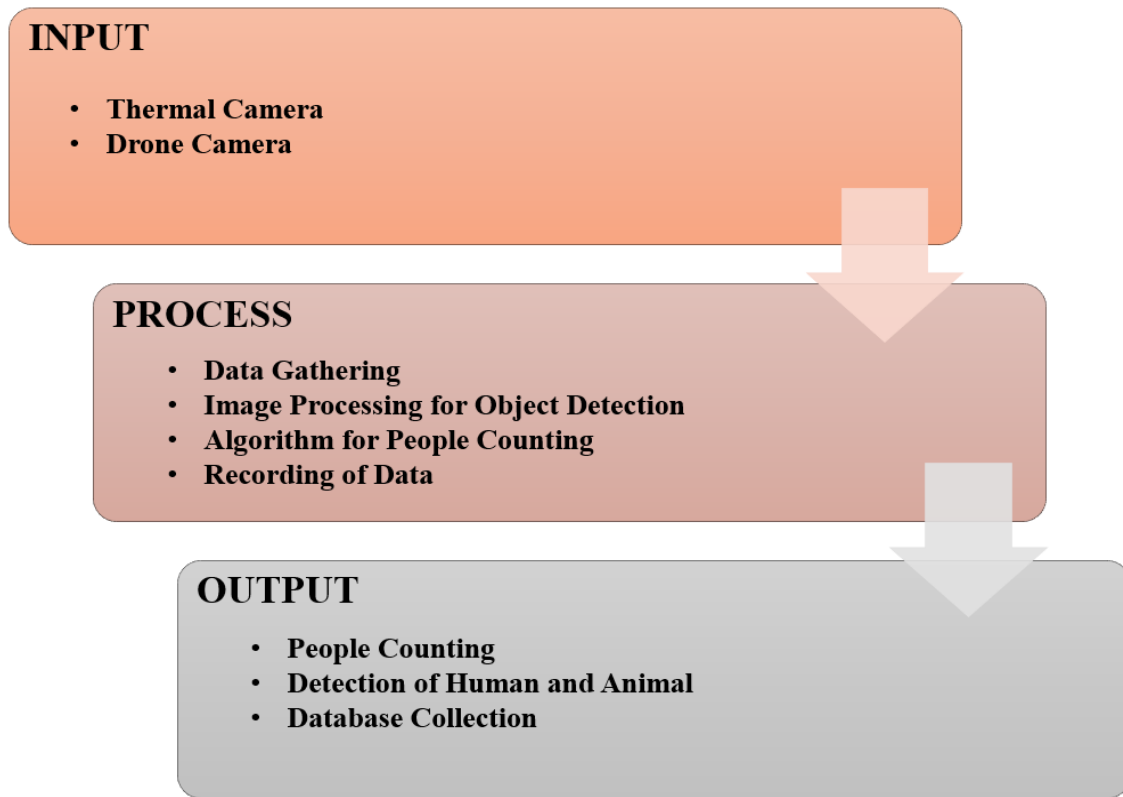 INPUT
• Thermal Camera
• Drone Camera
PROCESS
• Data Gathering
• Image Processing for Object Detection
• Algorithm for People Counting
• Recording of Data
OUTPUT
• People Counting
• Detection of Human and Animal
• Database Collection